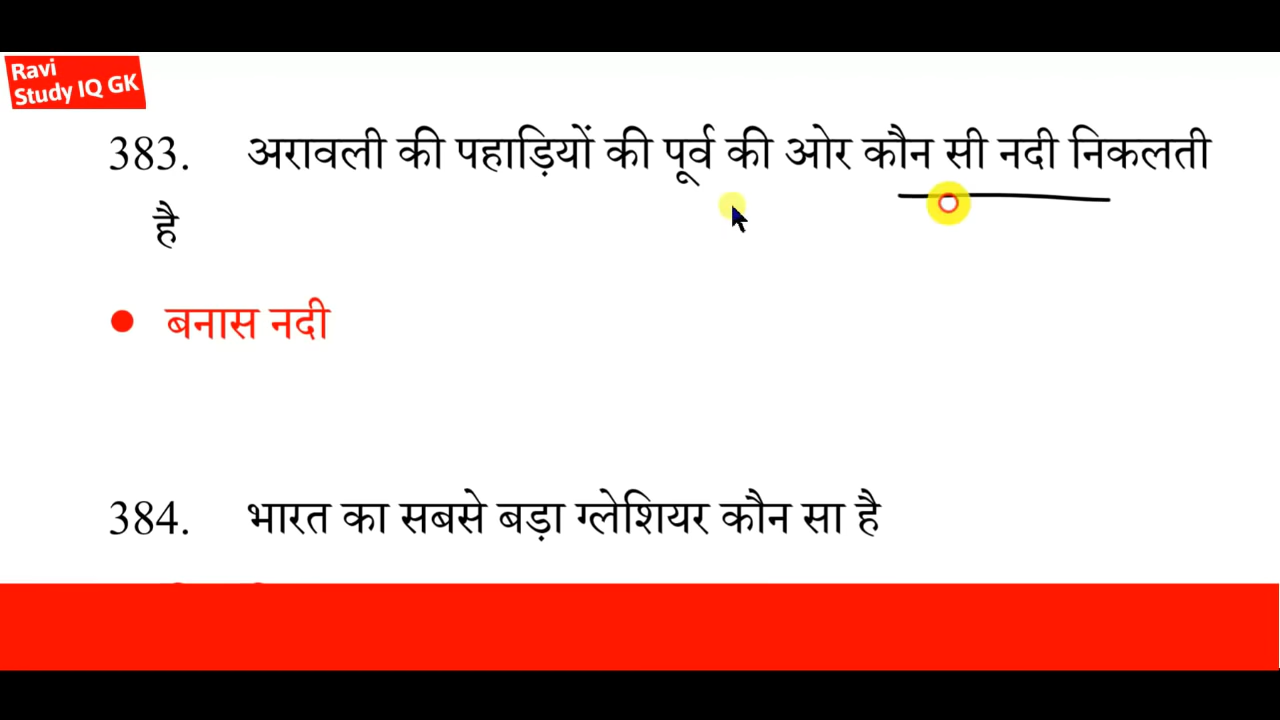 Ravi
Study IQ GK
383. अरावली की पहाड़ियों की पूर्व की ओर कौन सी नदी निकलती
है
• बनास नदी
384. भारत का सबसे बड़ा ग्लेशियर कौन सा है